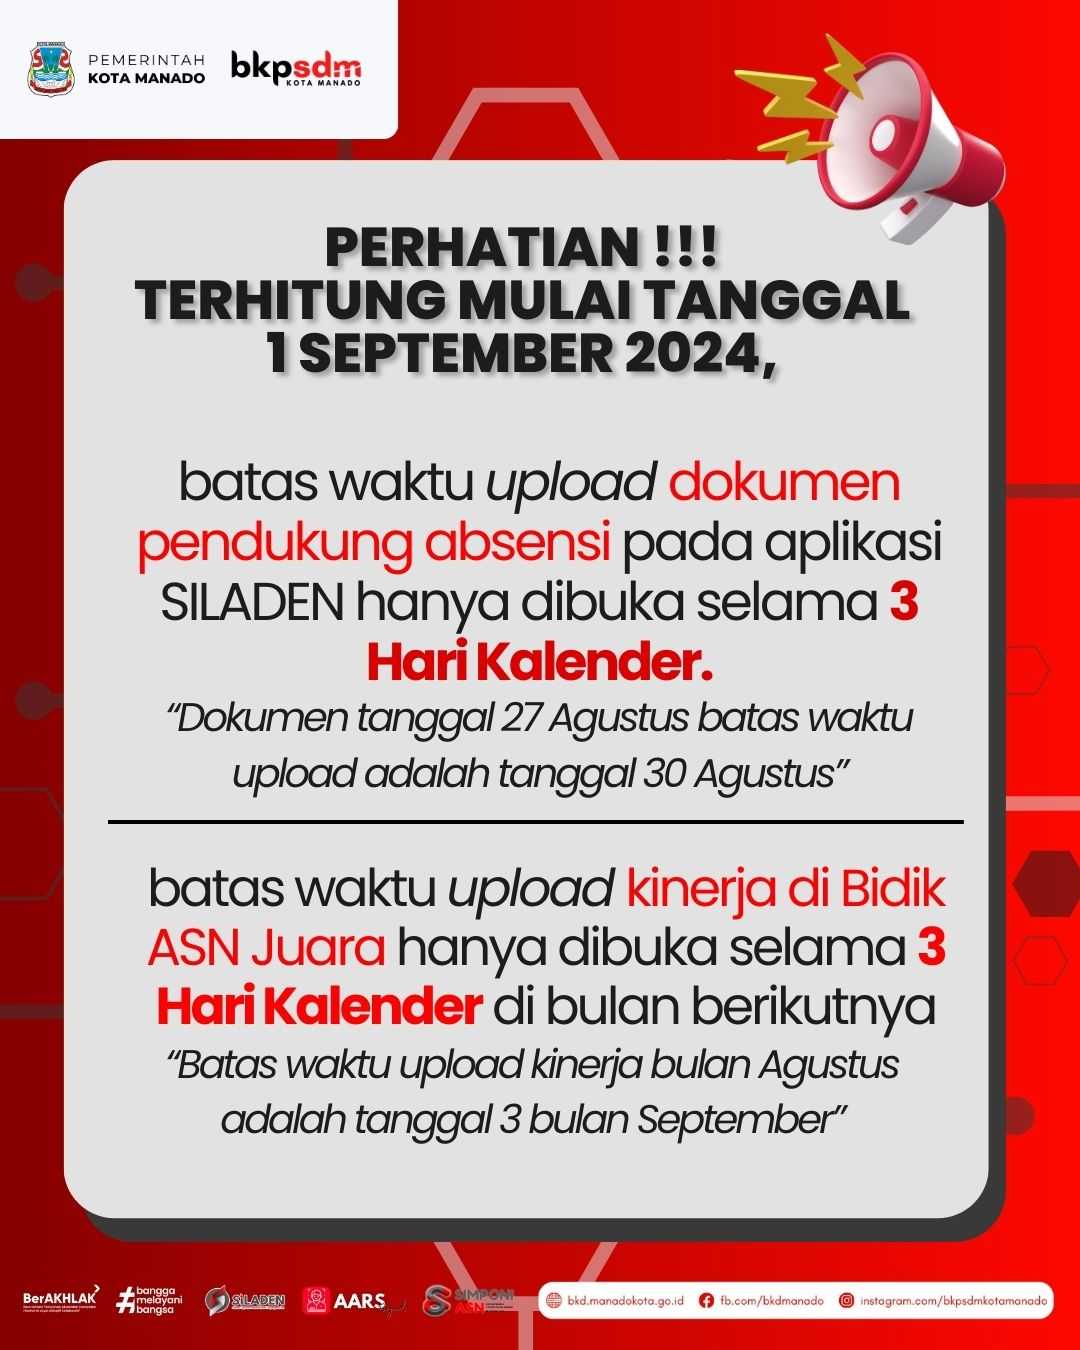 PEMERINTAH
KOTA MANADO
bkpsdm
KOTA MANADO
PERHATIAN !!!
TERHITUNG MULAI TANGGAL
1 SEPTEMBER 2024,
batas waktu upload dokumen
pendukung absensi pada aplikasi
SILADEN hanya dibuka selama 3
Hari Kalender.
“Dokumen tanggal 27 Agustus batas waktu
upload adalah tanggal 30 Agustus”
batas waktu upload kinerja di Bidik
ASN Juara hanya dibuka selama 3
Hari Kalender di bulan berikutnya
“Batas waktu upload kinerja bulan Agustus
adalah tanggal 3 bulan September”
BerAKHLAK
#bangga
melayani
bangsa
SILADEN
AARS
SIMPONI
ASN
bkd.manadokota.go.id
fb.com/bkdmanado
instagram.com/bkpsdmkotamanado